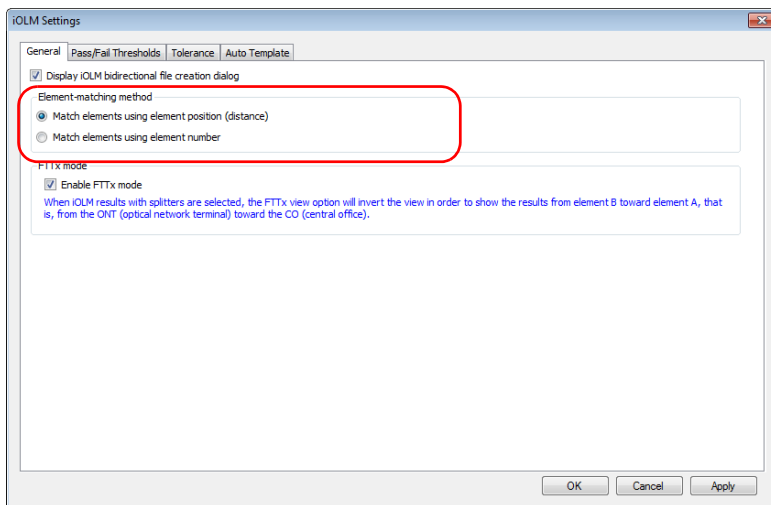 iOLM Settings
General Pass/Fail Thresholds Tolerance Auto Template
Display iOLM bidirectional file creation dialog
Element-matching method
Match elements using element position (distance)
Match elements using element number
FTTx mode
Enable FTTx mode
When iOLM results with splitters are selected, the FTTx view option will invert the view in order to show the results from element B toward element A, that
is, from the ONT (optical network terminal) toward the CO (central office).
OK Cancel Apply